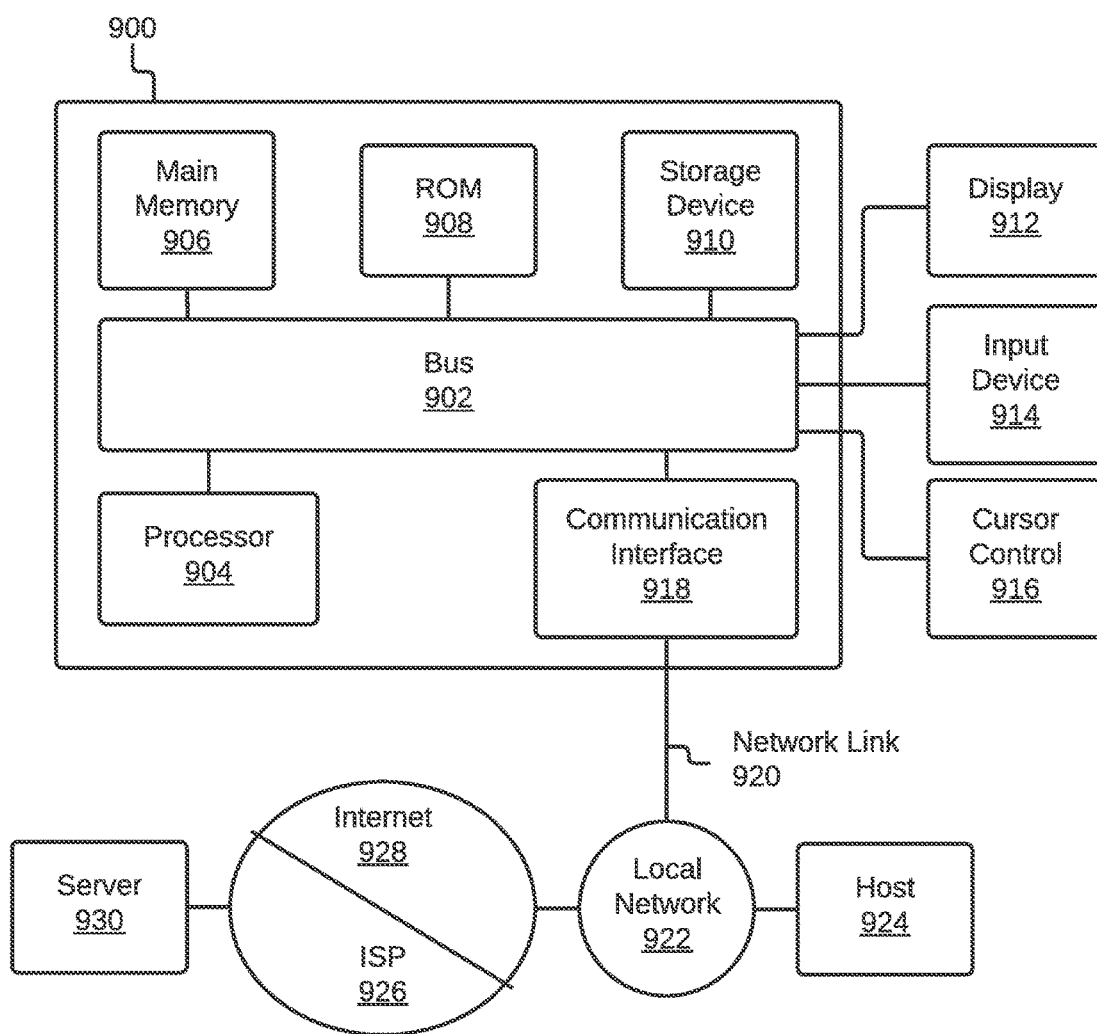 900
Main
Memory
906
ROM
908
Storage
Device
910
Display
912
Bus
902
Input
Device
914
Processor
904
Communication
Interface
918
Cursor
Control
916
Network Link
920
Internet
928
Server
930
ISP
926
Local
Network
922
Host
924